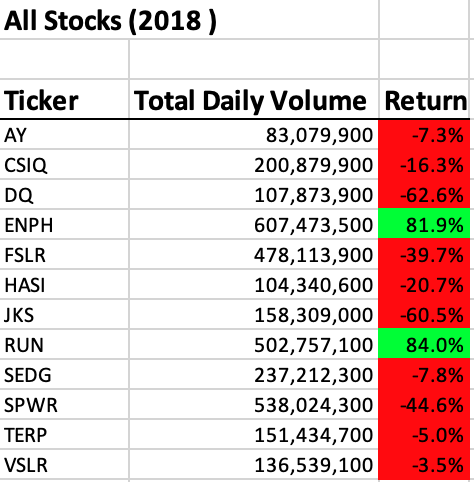 All Stocks (2018 )
Ticker Total Daily Volume Return
AY 83,079,900 -7.3%
CSIQ 200,879,900 -16.3%
DQ 107,873,900 -62.6%
ENPH 607,473,500 81.9%
FSLR 478,113,900 -39.7%
HASI 104,340,600 -20.7%
JKS 158,309,000 -60.5%
RUN 502,757,100 84.0%
SEDG 237,212,300 -7.8%
SPWR 538,024,300 -44.6%
TERP 151,434,700 -5.0%
VSLR 136,539,100 -3.5%